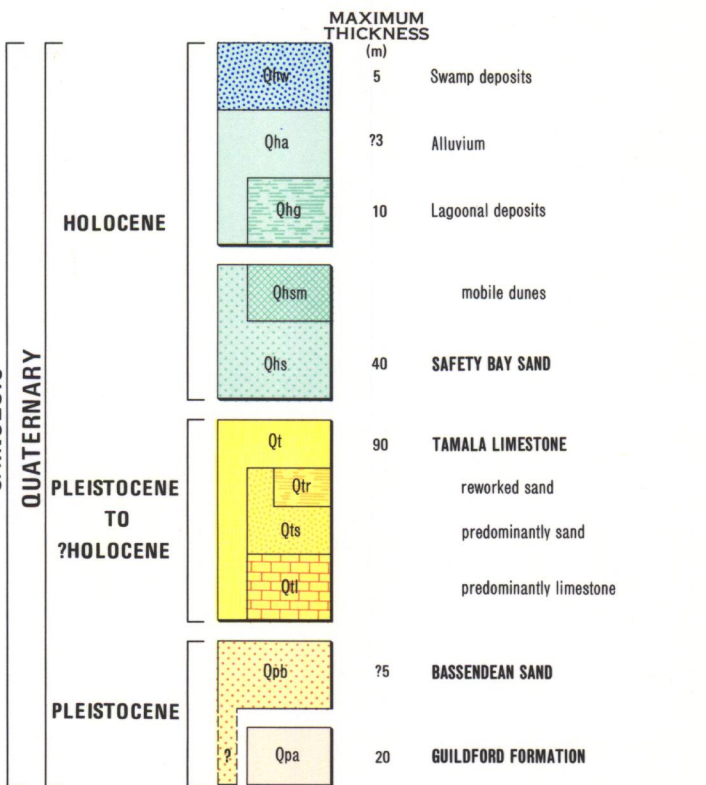 MAXIMUM
THICKNESS
(m)
Qhw 5 Swamp deposits
Qha ?3 Alluvium
Qhg 10 Lagoonal deposits
HOLOCENE
Qhsm mobile dunes
Qhs 40 SAFETY BAY SAND
QUATERNARY
Qt 90 TAMALA LIMESTONE
Qtr reworked sand
PLEISTOCENE
TO
?HOLOCENE
Qts predominantly sand
Qtl predominantly limestone
Qpb ?5 BASSENDEAN SAND
PLEISTOCENE
? Qpa 20 GUILDFORD FORMATION